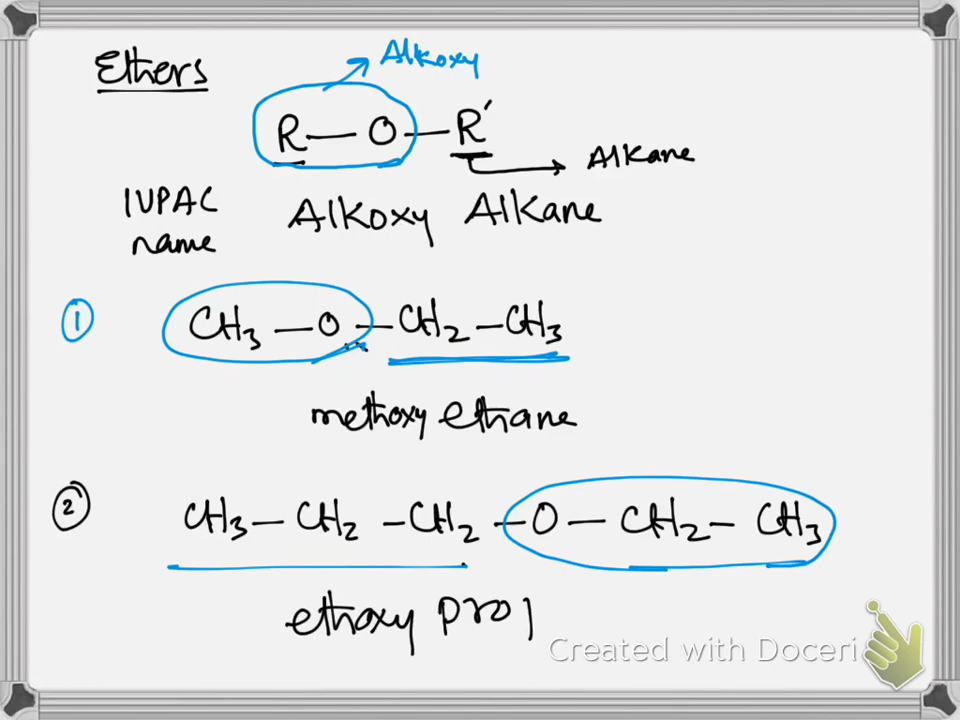 Ethers
Alkoxy
R — O — R'
Alkane
IUPAC name
Alkoxy Alkane
① CH₃ — O — CH₂ — CH₃
methoxy ethane
② CH₃ — CH₂ — CH₂ — O — CH₂ — CH₃
ethoxy pro
Created with Doceri